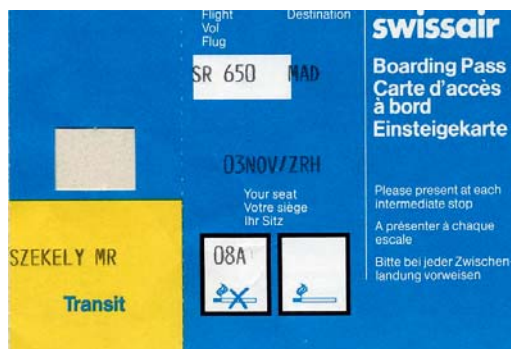 Flight
Vol
Flug
Destination
SR 650 MAD
03NOV/ZRH
Your seat
Votre siège
Ihr Sitz
08A
SZEKELY MR
Transit
swissair
Boarding Pass
Carte d'accès
à bord
Einsteigekarte
Please present at each
intermediate stop
A présenter à chaque
escale
Bitte bei jeder Zwischen
landung vorweisen